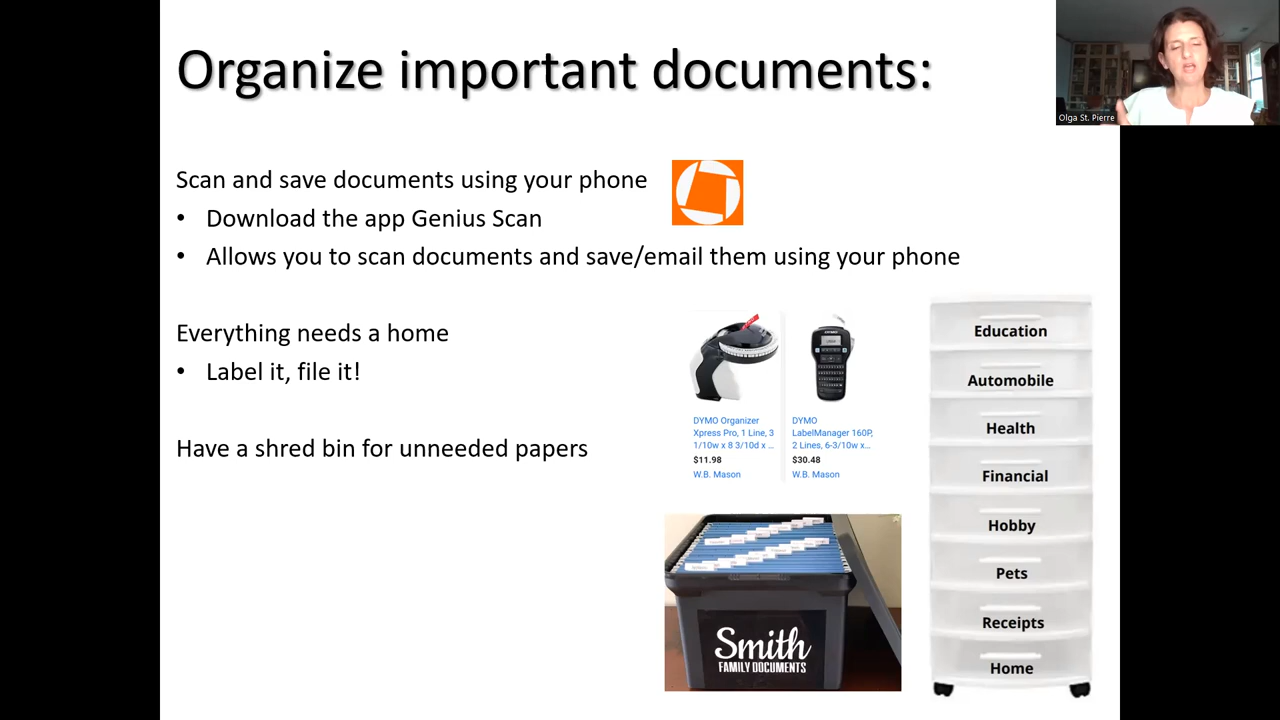 Organize important documents:
Olga St. Pierre
Scan and save documents using your phone
• Download the app Genius Scan
• Allows you to scan documents and save/email them using your phone
Everything needs a home
• Label it, file it!
Have a shred bin for unneeded papers
DYMO Organizer
Xpress Pro, 1 Line, 3
1/10w x 8 3/10d x ...
$11.98
W.B. Mason
DYMO
LabelManager 160P,
2 Lines, 6-3/10w x...
$30.48
W.B. Mason
Smith
FAMILY DOCUMENTS
Education
Automobile
Health
Financial
Hobby
Pets
Receipts
Home